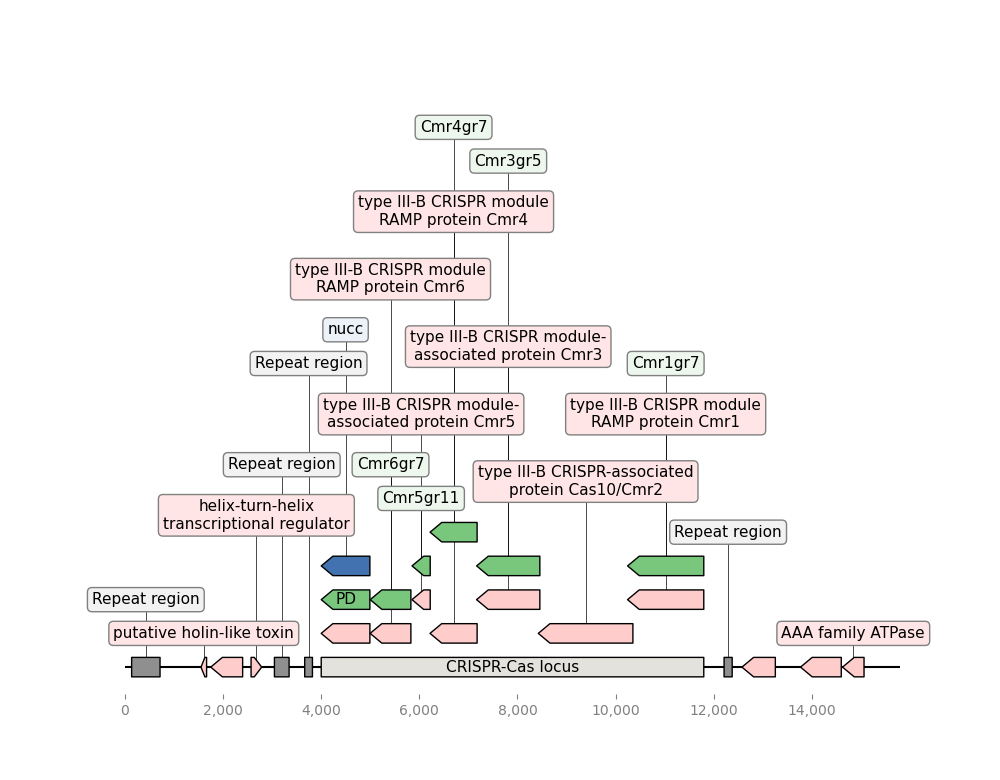 Cmr4gr7
Cmr3gr5
type III-B CRISPR module
RAMP protein Cmr4
type III-B CRISPR module
RAMP protein Cmr6
nucc
type III-B CRISPR module-
associated protein Cmr3
Repeat region
Cmr1gr7
type III-B CRISPR module-
associated protein Cmr5
type III-B CRISPR module
RAMP protein Cmr1
Repeat region
Cmr6gr7
type III-B CRISPR-associated
protein Cas10/Cmr2
Cmr5gr11
helix-turn-helix
transcriptional regulator
Repeat region
Repeat region
PD
putative holin-like toxin
AAA family ATPase
CRISPR-Cas locus
0
2,000
4,000
6,000
8,000
10,000
12,000
14,000